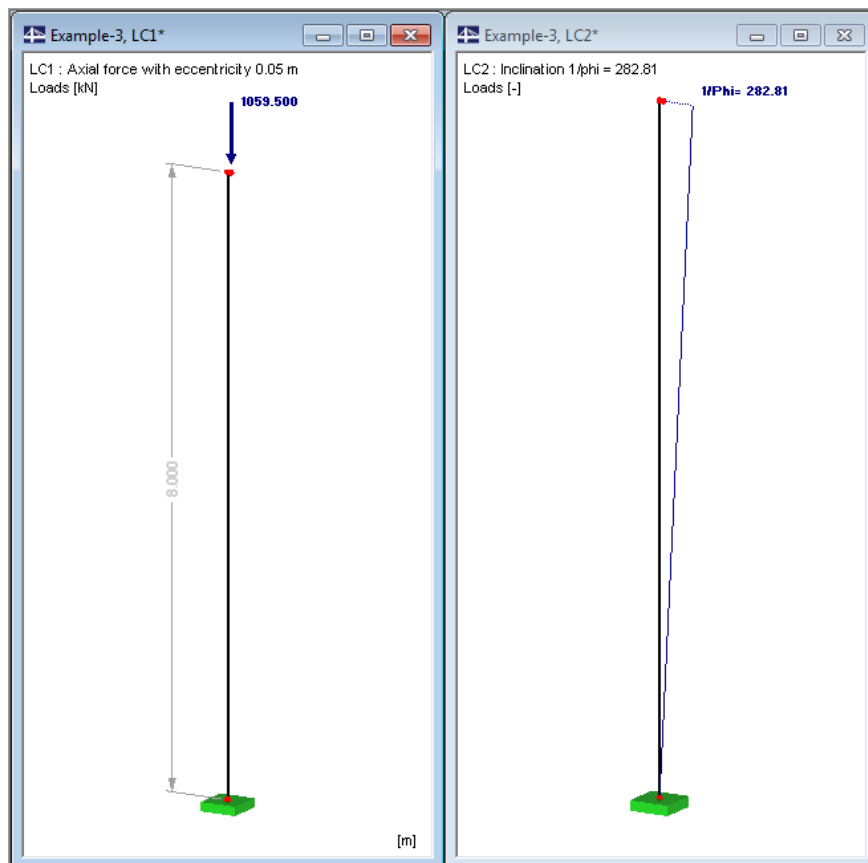 Example-3, LC1*
LC1 : Axial force with eccentricity 0.05 m
Loads [kN]
1059.500
8.000
[m]
Example-3, LC2*
LC2 : Inclination 1/phi = 282.81
Loads [-]
1/Phi= 282.81